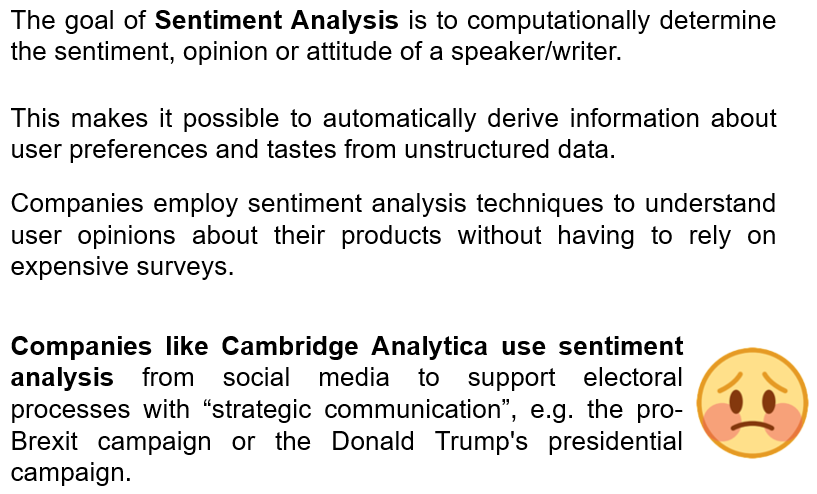 The goal of Sentiment Analysis is to computationally determine
the sentiment, opinion or attitude of a speaker/writer.
This makes it possible to automatically derive information about
user preferences and tastes from unstructured data.
Companies employ sentiment analysis techniques to understand
user opinions about their products without having to rely on
expensive surveys.
Companies like Cambridge Analytica use sentiment
analysis from social media to support electoral
processes with “strategic communication”, e.g. the pro-
Brexit campaign or the Donald Trump's presidential
campaign.